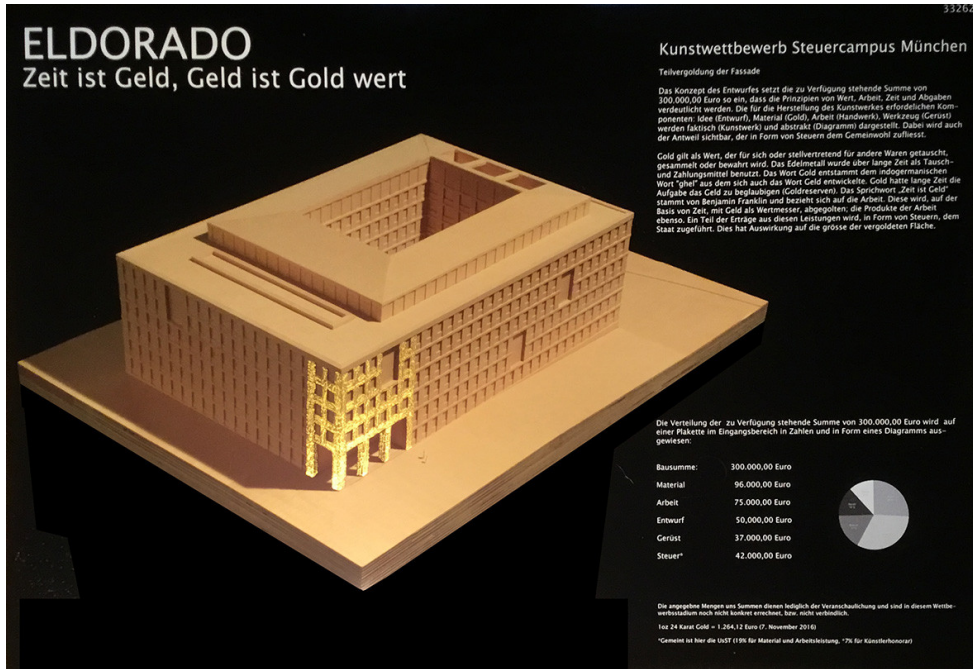 33262
ELDORADO
Zeit ist Geld, Geld ist Gold wert
Kunstwettbewerb Steuercampus München
Teilvergoldung der Fassade
Das Konzept des Entwurfes setzt die zu Verfügung stehende Summe von
300.000,00 Euro so ein, dass die Prinzipien von Wert, Arbeit, Zeit und Abgaben
verdeutlicht werden. Die für die Herstellung des Kunstwerkes erforderlichen Kom-
ponenten: Idee (Entwurf), Material (Gold), Arbeit (Handwerk), Werkzeug (Gerüst)
werden faktisch (Kunstwerk) und abstrakt (Diagramm) dargestellt. Dabei wird auch
der Antweil sichtbar, der in Form von Steuern dem Gemeinwohl zufliesst.
Gold gilt als Wert, der für sich oder stellvertretend für andere Waren getauscht,
gesammelt oder bewahrt wird. Das Edelmetall wurde über lange Zeit als Tausch-
und Zahlungsmittel benutzt. Das Wort Gold entstammt dem indogermanischen
Wort "ghel" aus dem sich auch das Wort Geld entwickelte. Gold hatte lange Zeit die
Aufgabe das Geld zu beglaubigen (Goldreserven). Das Sprichwort „Zeit ist Geld"
stammt von Benjamin Franklin und bezieht sich auf die Arbeit. Diese wird, auf der
Basis von Zeit, mit Geld als Wertmesser, abgegolten; die Produkte der Arbeit
ebenso. Ein Teil der Erträge aus diesen Leistungen wird, in Form von Steuern, dem
Staat zugeführt. Dies hat Auswirkung auf die grösse der vergoldeten Fläche.
Die Verteilung der zu Verfügung stehende Summe von 300.000,00 Euro wird auf
einer Plakette im Eingangsbereich in Zahlen und in Form eines Diagramms aus-
gewiesen:
Bausumme: 300.000,00 Euro
Material 96.000,00 Euro
Arbeit 75.000,00 Euro
Entwurf 50,000,00 Euro
Gerüst 37.000,00 Euro
Steuer* 42.000,00 Euro
Die angegebne Mengen uns Summen dienen lediglich der Veranschaulichung und sind in diesem Wettbe-
werbsstadium noch nicht konkret errechnet, bzw. nicht verbindlich.
1oz 24 Karat Gold = 1.264,12 Euro (7. November 2016)
*Gemeint ist hier die UsST (19% für Material und Arbeitsleistung, *7% für Künstlerhonorar)